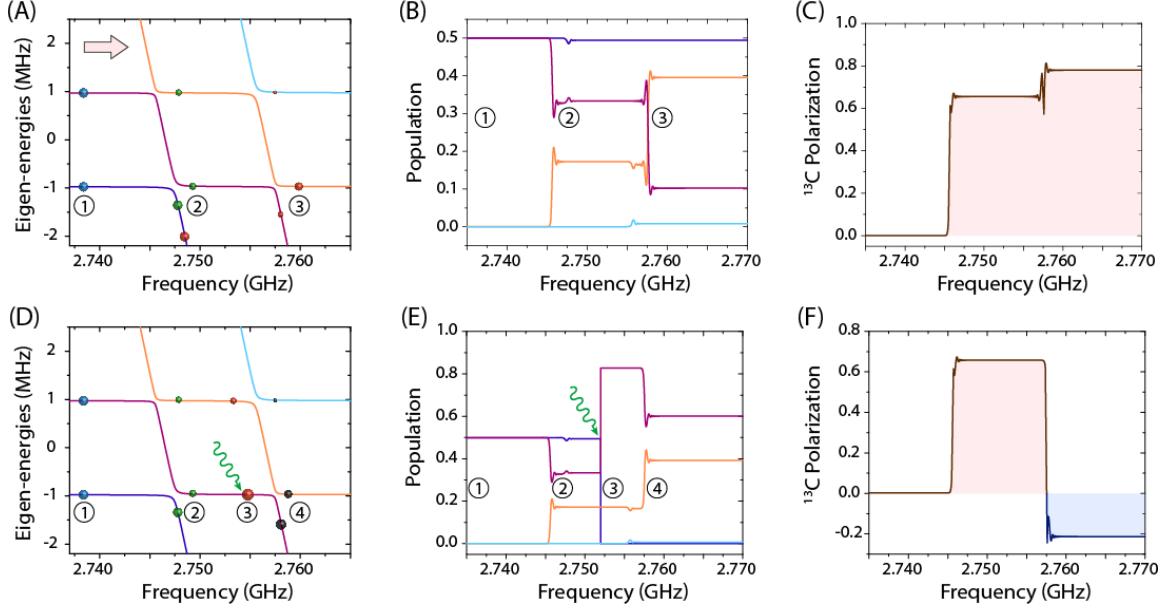 (A)
Eigen-energies (MHz)
2
1
0
-1
-2
① ② ③
2.740 2.750 2.760
Frequency (GHz)
(B)
Population
0.5
0.4
0.3
0.2
0.1
0.0
① ② ③
2.740 2.750 2.760 2.770
Frequency (GHz)
(C)
¹³C Polarization
1.0
0.8
0.6
0.4
0.2
0.0
2.740 2.750 2.760 2.770
Frequency (GHz)
(D)
Eigen-energies (MHz)
2
1
0
-1
-2
① ② ③ ④
2.740 2.750 2.760
Frequency (GHz)
(E)
Population
1.0
0.8
0.6
0.4
0.2
0.0
① ② ③ ④
2.740 2.750 2.760 2.770
Frequency (GHz)
(F)
¹³C Polarization
0.8
0.6
0.4
0.2
0.0
-0.2
2.740 2.750 2.760 2.770
Frequency (GHz)